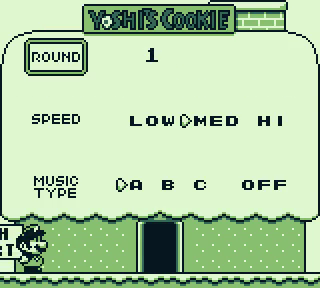 YOSHI'S COOKIE
ROUND 1
SPEED LOW MED HI
MUSIC TYPE A B C OFF
H
T